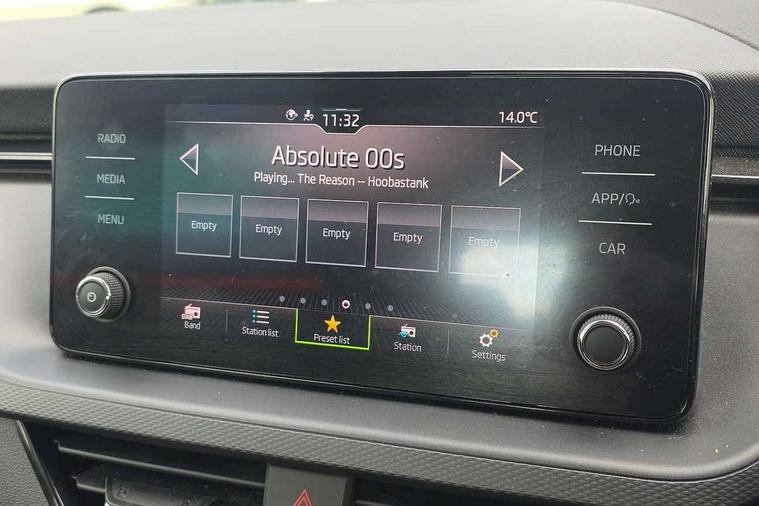 11:32
14.0°C
RADIO
MEDIA
MENU
Absolute 00s
Playing... The Reason -- Hoobastank
Empty
Empty
Empty
Empty
Empty
PHONE
APP/
CAR
DAB
Band
Station list
Preset list
Station
Settings